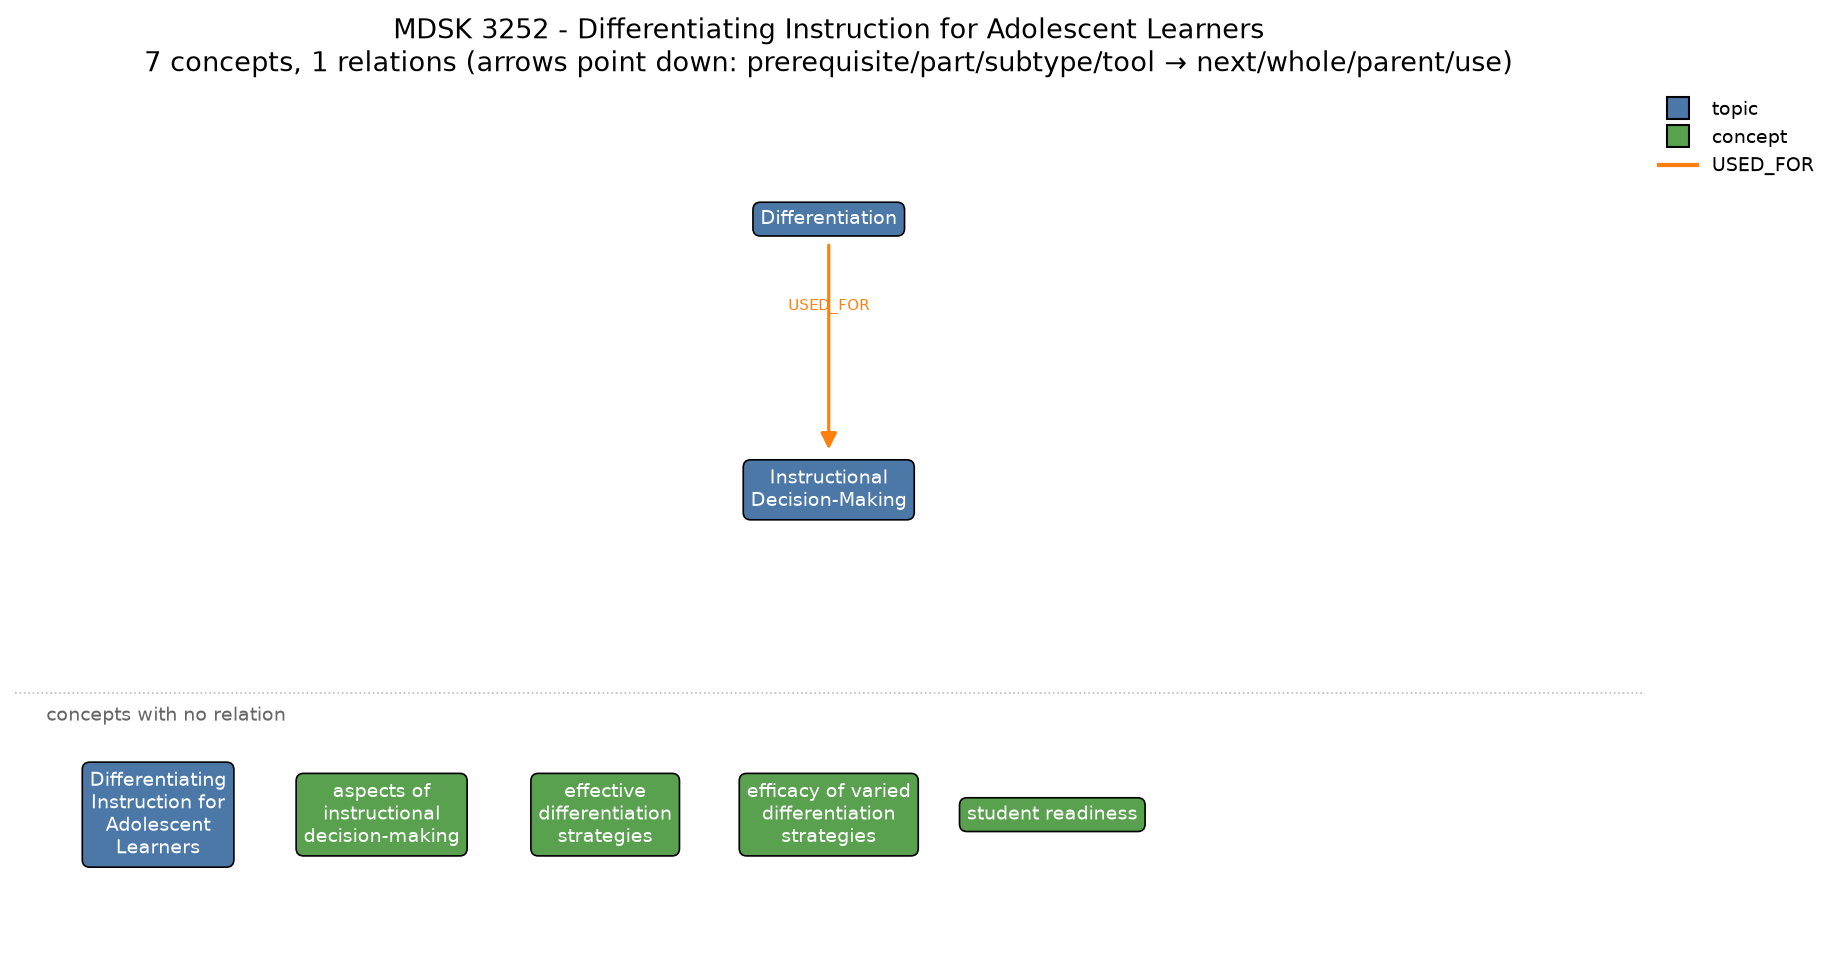 MDSK 3252 - Differentiating Instruction for Adolescent Learners
7 concepts, 1 relations (arrows point down: prerequisite/part/subtype/tool → next/whole/parent/use)
topic
concept
USED_FOR
Differentiation
USED_FOR
Instructional
Decision-Making
concepts with no relation
Differentiating
Instruction for
Adolescent
Learners
aspects of
instructional
decision-making
effective
differentiation
strategies
efficacy of varied
differentiation
strategies
student readiness